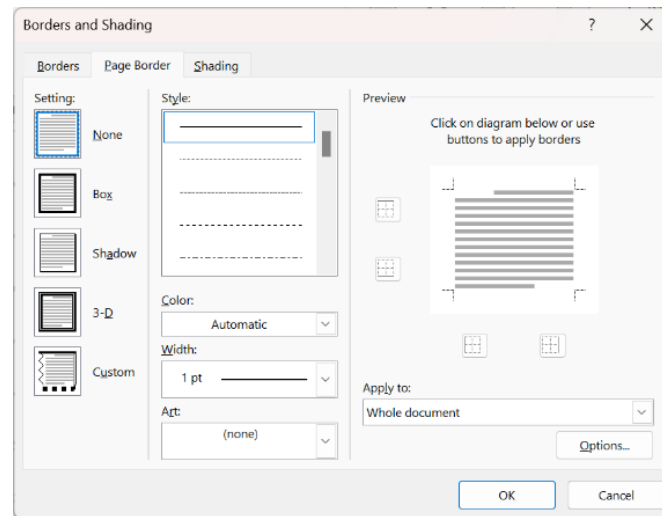 Borders and Shading
?
Borders Page Border Shading
Setting:
None
Box
Shadow
3-D
Custom
Style:
Color:
Automatic
Width:
1 pt
Art:
(none)
Preview
Click on diagram below or use
buttons to apply borders
Apply to:
Whole document
Options...
OK
Cancel